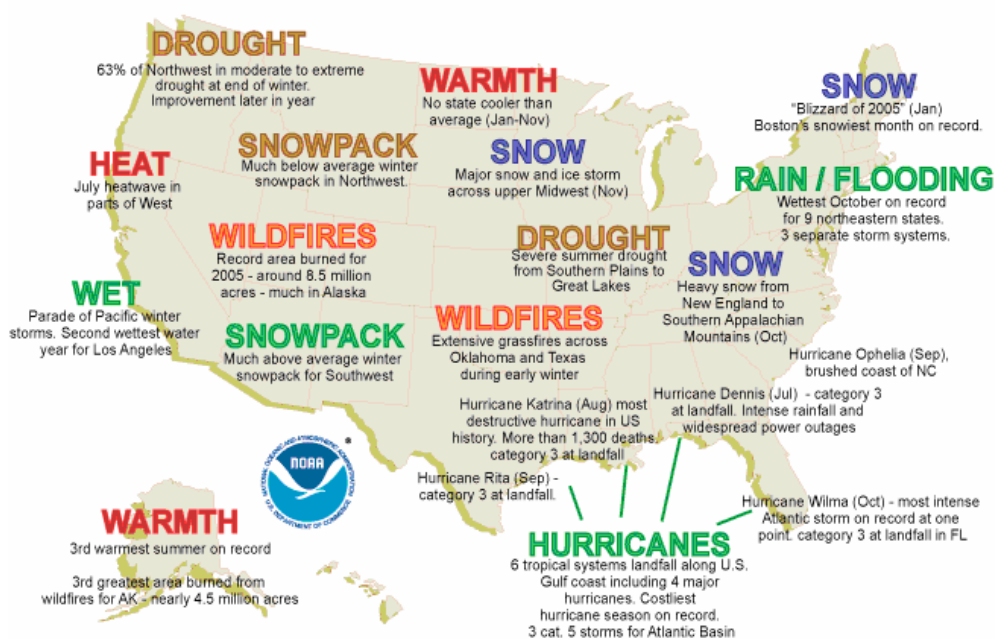 DROUGHT
63% of Northwest in moderate to extreme
drought at end of winter.
Improvement later in year
WARMTH
No state cooler than
average (Jan-Nov)
SNOW
"Blizzard of 2005" (Jan)
Boston's snowiest month on record.
HEAT
July heatwave in
parts of West
SNOWPACK
Much below average winter
snowpack in Northwest.
SNOW
Major snow and ice storm
across upper Midwest (Nov)
RAIN / FLOODING
Wettest October on record
for 9 northeastern states.
3 separate storm systems.
WILDFIRES
Record area burned for
2005 - around 8.5 million
acres - much in Alaska
DROUGHT
Severe summer drought
from Southern Plains to
Great Lakes
SNOW
Heavy snow from
New England to
Southern Appalachian
Mountains (Oct)
WET
Parade of Pacific winter
storms. Second wettest water
year for Los Angeles
SNOWPACK
Much above average winter
snowpack for Southwest
WILDFIRES
Extensive grassfires across
Oklahoma and Texas
during early winter
Hurricane Ophelia (Sep),
brushed coast of NC
Hurricane Katrina (Aug) most
destructive hurricane in US
history. More than 1,300 deaths.
category 3 at landfall
Hurricane Dennis (Jul) - category 3
at landfall. Intense rainfall and
widespread power outages
Hurricane Rita (Sep) -
category 3 at landfall.
Hurricane Wilma (Oct) - most intense
Atlantic storm on record at one
point. category 3 at landfall in FL
HURRICANES
6 tropical systems landfall along U.S.
Gulf coast including 4 major
hurricanes. Costliest
hurricane season on record.
3 cat. 5 storms for Atlantic Basin
NATIONAL OCEANIC AND ATMOSPHERIC ADMINISTRATION
NOAA
U.S. DEPARTMENT OF COMMERCE
WARMTH
3rd warmest summer on record
3rd greatest area burned from
wildfires for AK - nearly 4.5 million acres